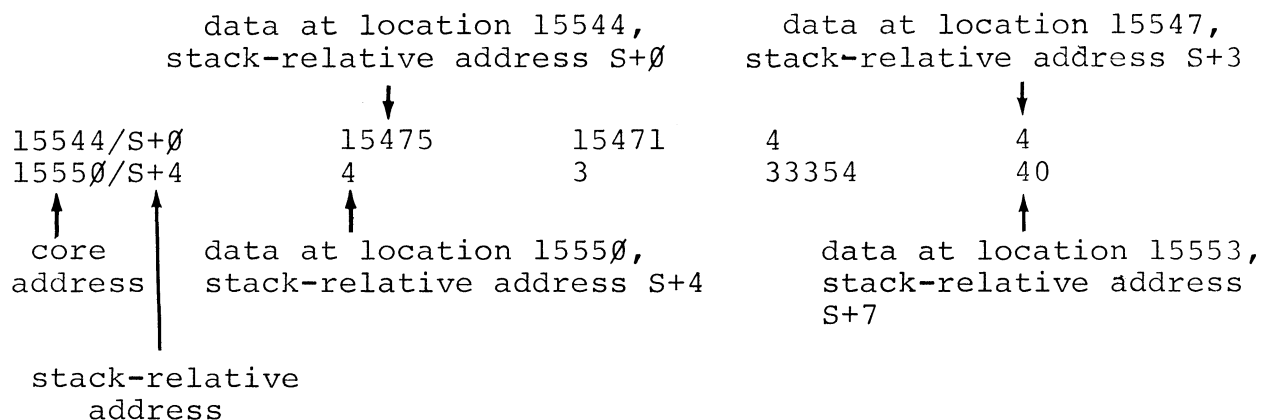 data at location 15544,
stack-relative address S+Ø
data at location 15547,
stack-relative address S+3
15544/S+Ø 15475 15471 4 4
1555Ø/S+4 4 3 33354 40
core
address
data at location 1555Ø,
stack-relative address S+4
data at location 15553,
stack-relative address
S+7
stack-relative
address